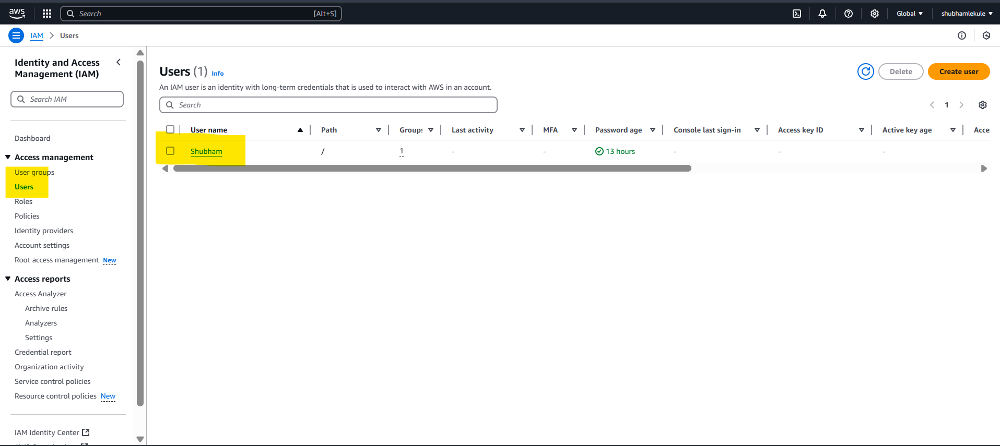 aws
Search [Alt+S]
Global
shubhamlekule
IAM > Users
Identity and Access
Management (IAM)
Search IAM
Dashboard
Access management
User groups
Users
Roles
Policies
Identity providers
Account settings
Root access management New
Access reports
Access Analyzer
Archive rules
Analyzers
Settings
Credential report
Organization activity
Service control policies
Resource control policies New
IAM Identity Center
Users (1) Info
Delete
Create user
An IAM user is an identity with long-term credentials that is used to interact with AWS in an account.
Search
1
User name Path Groups Last activity MFA Password age Console last sign-in Access key ID Active key age Acce
Shubham / 1 - - 13 hours - - -